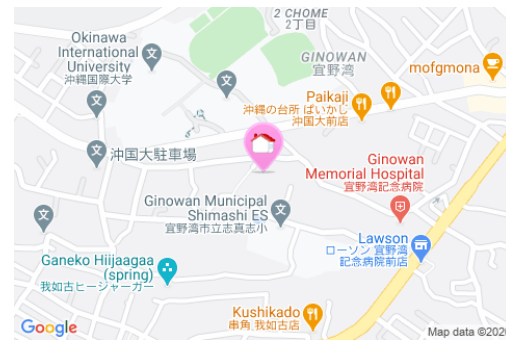 2 CHOME
2丁目
Okinawa
International
University
沖縄国際大学
GINOWAN
宜野湾
mofgmona
Paikaji
沖縄の台所 ぱいかじ
沖国大前店
沖国大駐車場
Ginowan
Memorial Hospital
宜野湾記念病院
Ginowan Municipal
Shimashi ES
宜野湾市立志真志小
Lawson
ローソン 宜野湾
記念病院前店
Ganeko Hiijaagaa
(spring)
我如古ヒージャーガー
Kushikado
串角 我如古店
Google
Map data ©2020